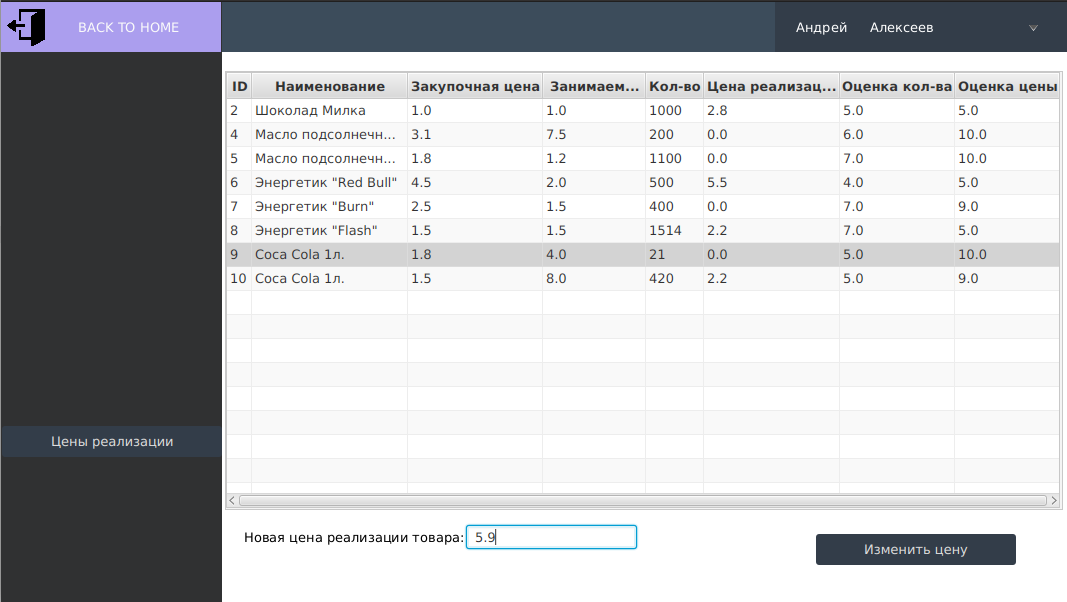 BACK TO HOME
Андрей Алексеев
ID Наименование Закупочная цена Занимаем... Кол-во Цена реализац... Оценка кол-ва Оценка цены
2 Шоколад Милка 1.0 1.0 1000 2.8 5.0 5.0
4 Масло подсолнечн... 3.1 7.5 200 0.0 6.0 10.0
5 Масло подсолнечн... 1.8 1.2 1100 0.0 7.0 10.0
6 Энергетик "Red Bull" 4.5 2.0 500 5.5 4.0 5.0
7 Энергетик "Burn" 2.5 1.5 400 0.0 7.0 9.0
8 Энергетик "Flash" 1.5 1.5 1514 2.2 7.0 5.0
9 Coca Cola 1л. 1.8 4.0 21 0.0 5.0 10.0
10 Coca Cola 1л. 1.5 8.0 420 2.2 5.0 9.0
Цены реализации
Новая цена реализации товара: 5.9
Изменить цену